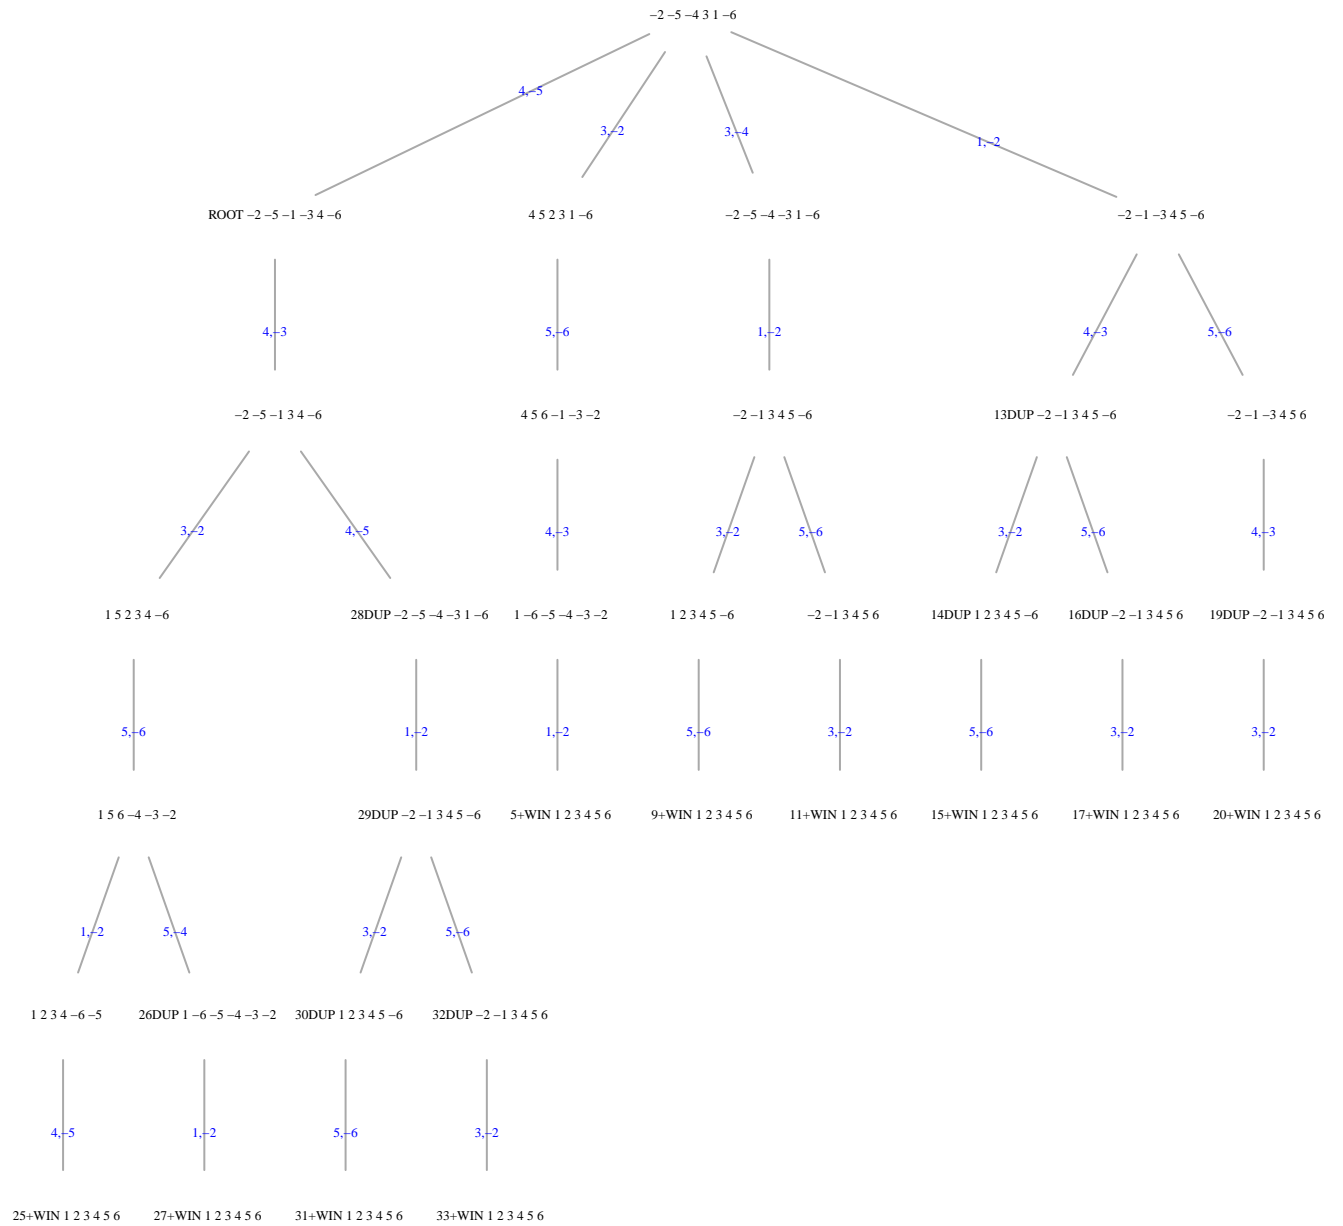 −2 −5 −4 3 1 −6
4,−5
3,−2
3,−4
1,−2
ROOT −2 −5 −1 −3 4 −6
4 5 2 3 1 −6
−2 −5 −4 −3 1 −6
−2 −1 −3 4 5 −6
4,−3
5,−6
1,−2
4,−3
5,−6
−2 −5 −1 3 4 −6
4 5 6 −1 −3 −2
−2 −1 3 4 5 −6
13DUP −2 −1 3 4 5 −6
−2 −1 −3 4 5 6
3,−2
4,−5
4,−3
3,−2
5,−6
3,−2
5,−6
4,−3
1 5 2 3 4 −6
28DUP −2 −5 −4 −3 1 −6
1 −6 −5 −4 −3 −2
1 2 3 4 5 −6
−2 −1 3 4 5 6
14DUP 1 2 3 4 5 −6
16DUP −2 −1 3 4 5 6
19DUP −2 −1 3 4 5 6
5,−6
1,−2
1,−2
5,−6
3,−2
5,−6
3,−2
3,−2
1 5 6 −4 −3 −2
29DUP −2 −1 3 4 5 −6
5+WIN 1 2 3 4 5 6
9+WIN 1 2 3 4 5 6
11+WIN 1 2 3 4 5 6
15+WIN 1 2 3 4 5 6
17+WIN 1 2 3 4 5 6
20+WIN 1 2 3 4 5 6
1,−2
5,−4
3,−2
5,−6
1 2 3 4 −6 −5
26DUP 1 −6 −5 −4 −3 −2
30DUP 1 2 3 4 5 −6
32DUP −2 −1 3 4 5 6
4,−5
1,−2
5,−6
3,−2
25+WIN 1 2 3 4 5 6
27+WIN 1 2 3 4 5 6
31+WIN 1 2 3 4 5 6
33+WIN 1 2 3 4 5 6